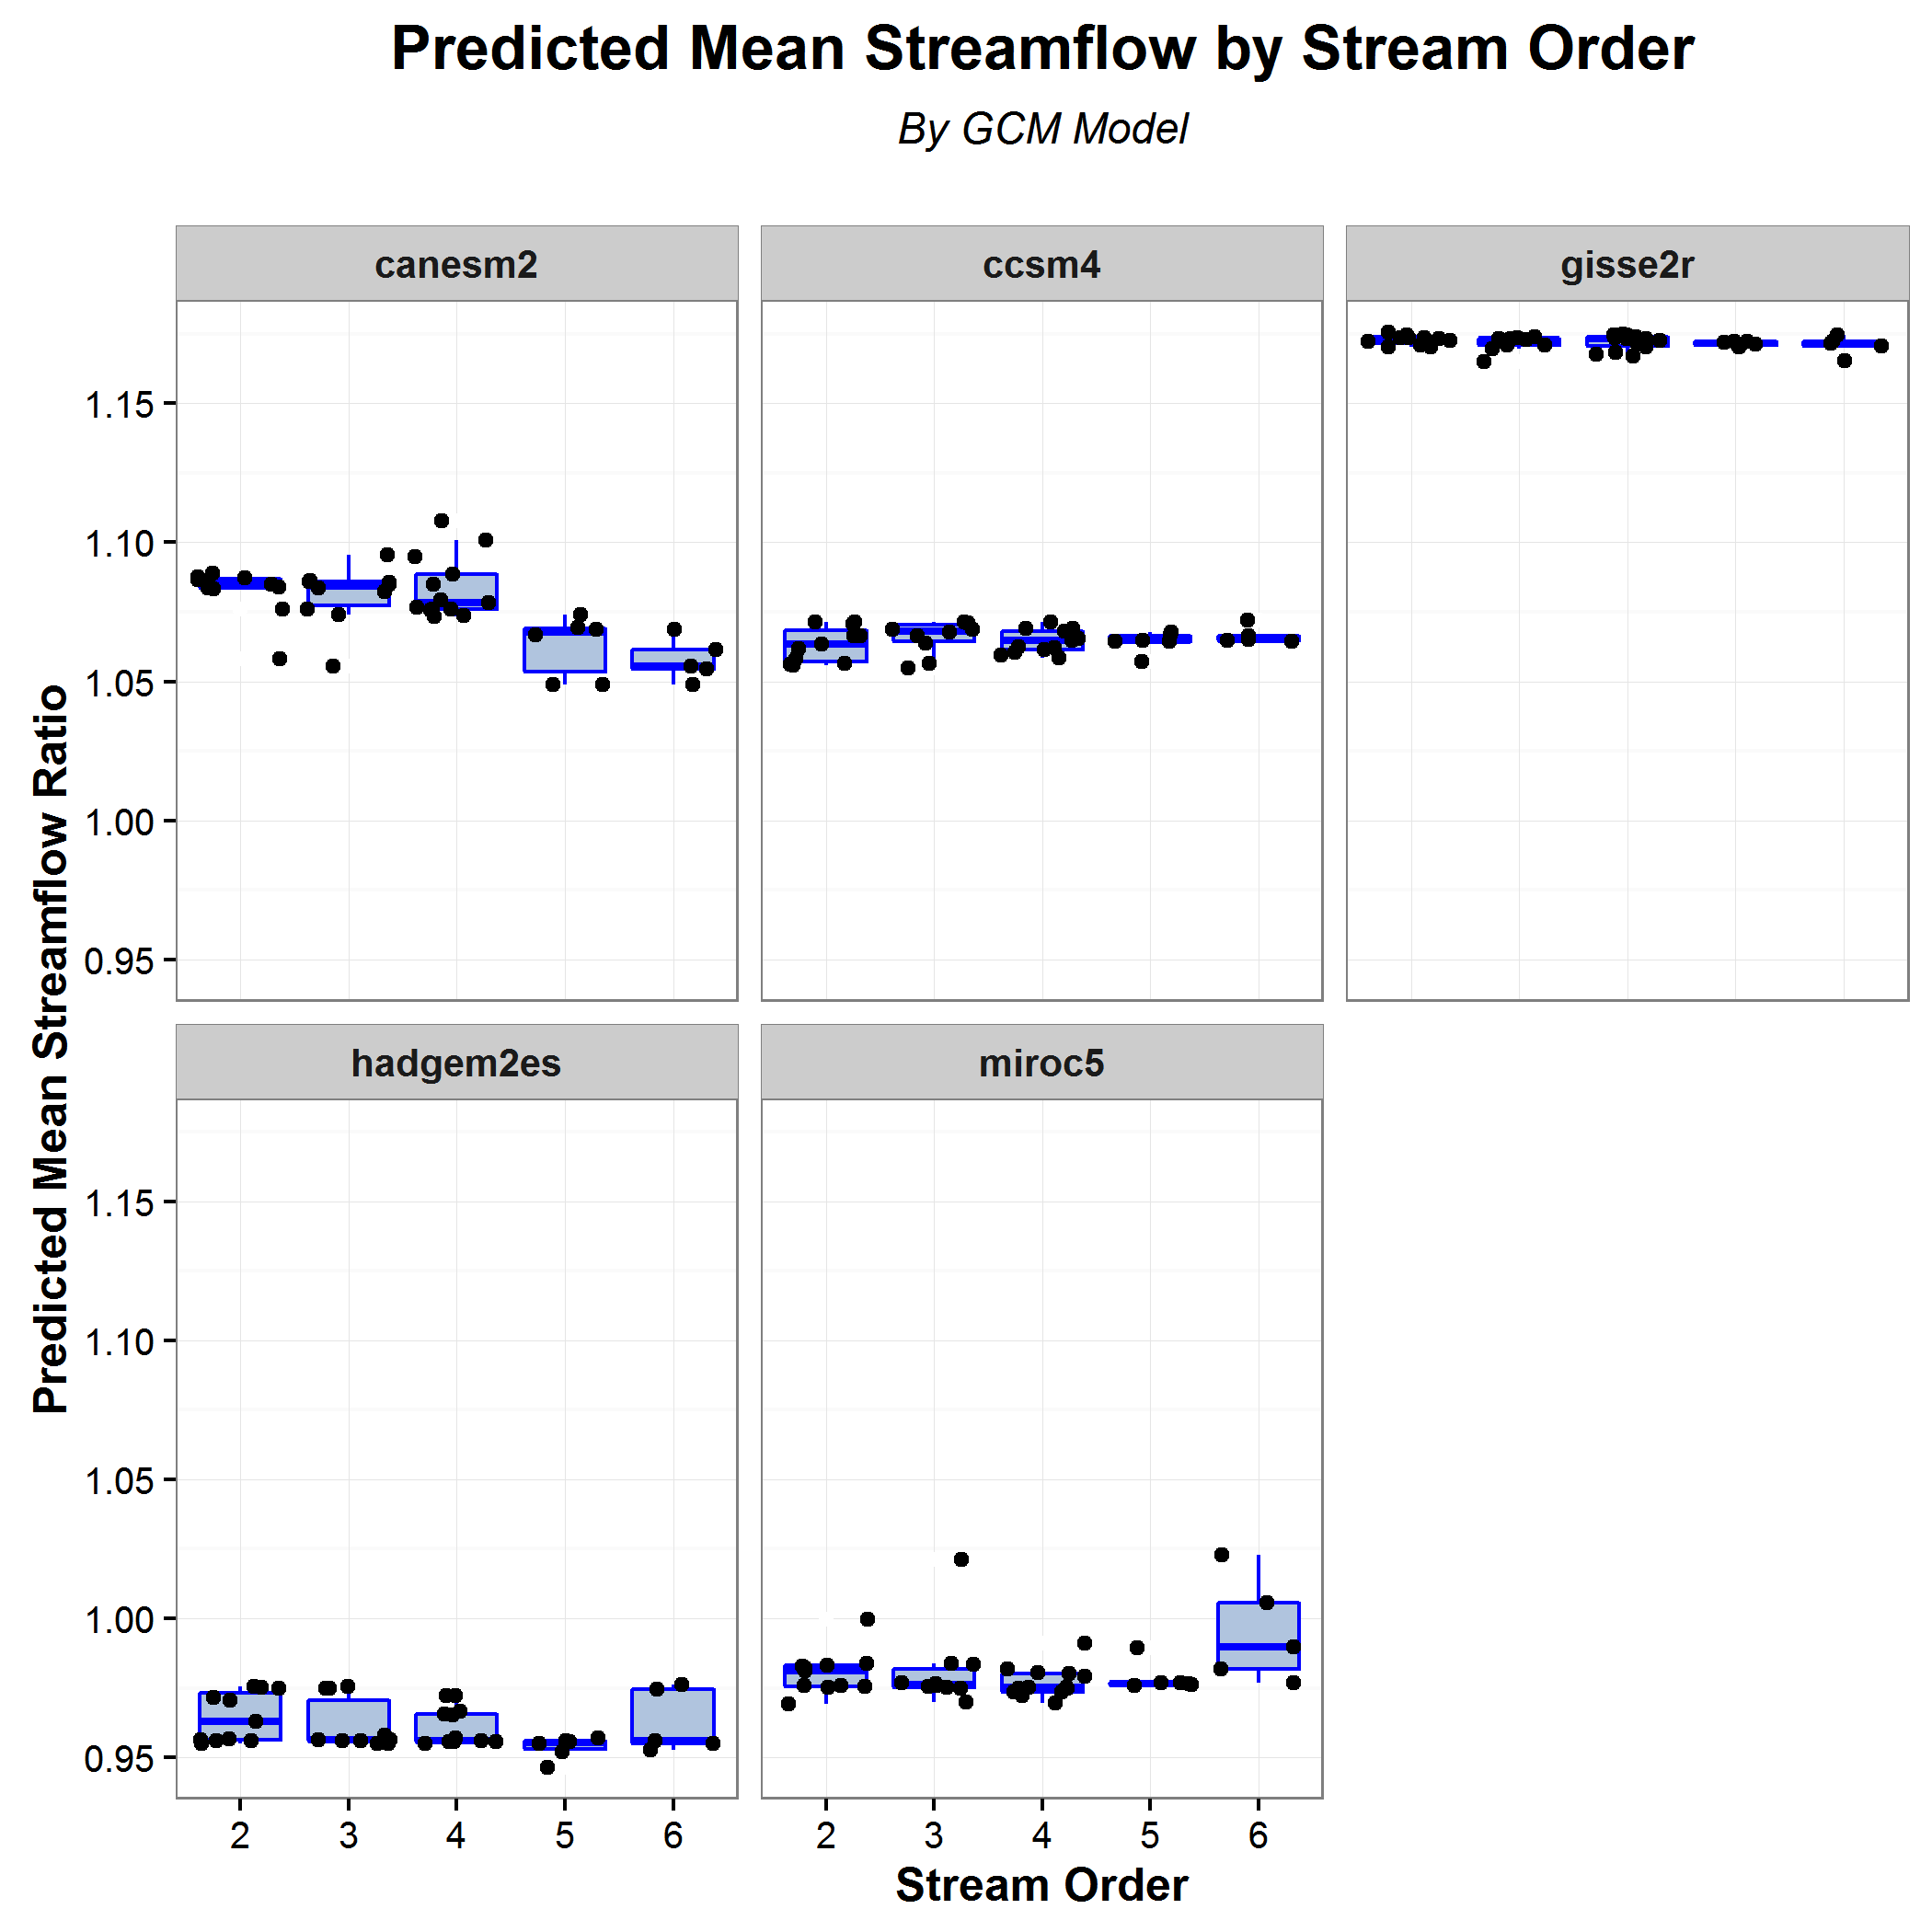 Predicted Mean Streamflow by Stream Order
By GCM Model
canesm2
ccsm4
gisse2r
1.15
1.10
1.05
1.00
0.95
Predicted Mean Streamflow Ratio
hadgem2es
miroc5
1.15
1.10
1.05
1.00
0.95
2 3 4 5 6
2 3 4 5 6
Stream Order